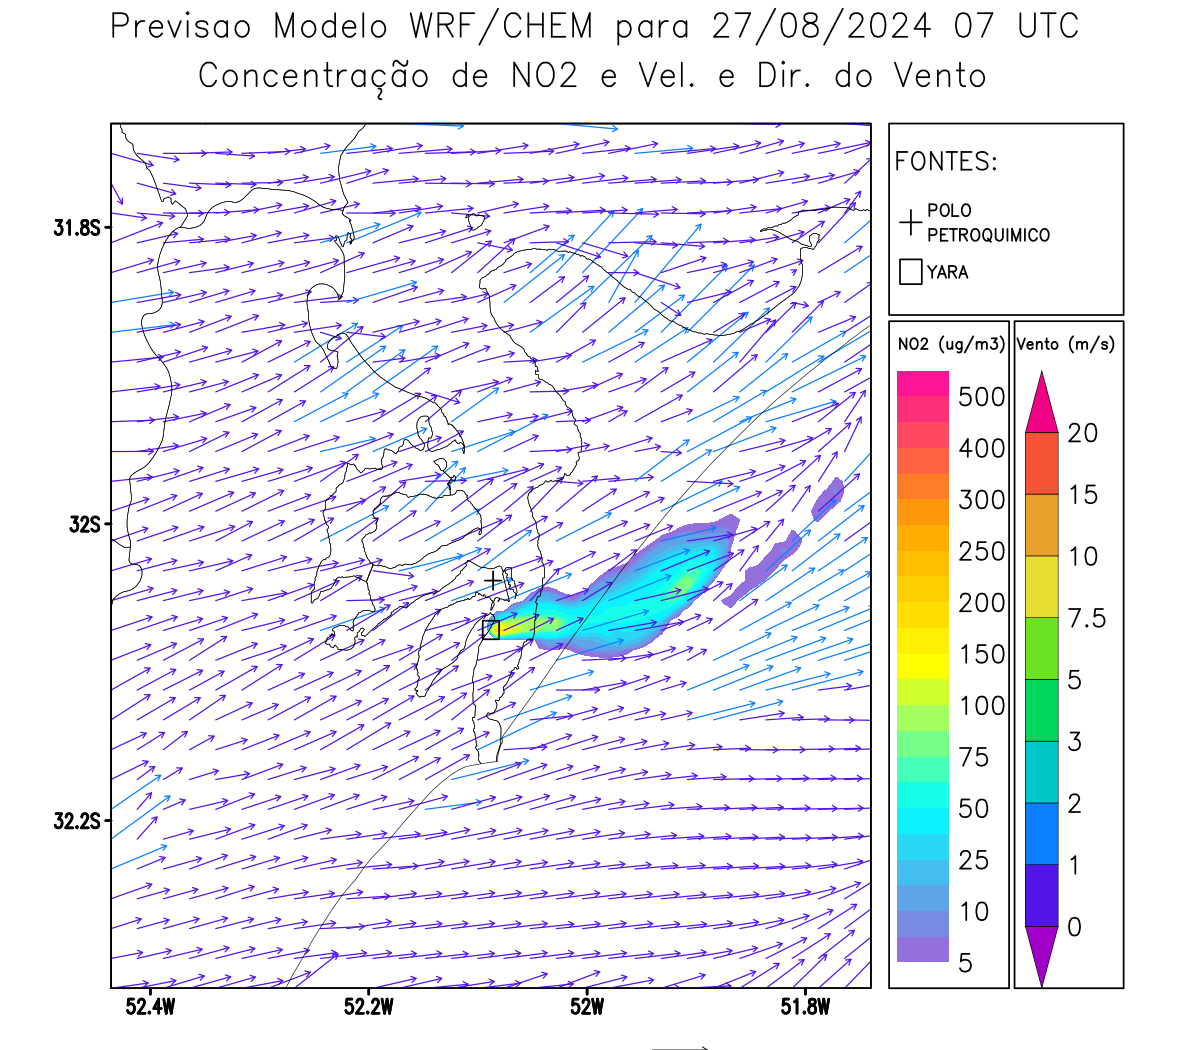 Previsao Modelo WRF/CHEM para 27/08/2024 07 UTC
Concentração de NO2 e Vel. e Dir. do Vento
FONTES:
POLO
PETROQUIMICO
YARA
NO2 (ug/m3)
500
400
300
250
200
150
100
75
50
25
10
5
Vento (m/s)
20
15
10
7.5
5
3
2
1
0
31.8S
32S
32.2S
52.4W
52.2W
52W
51.8W